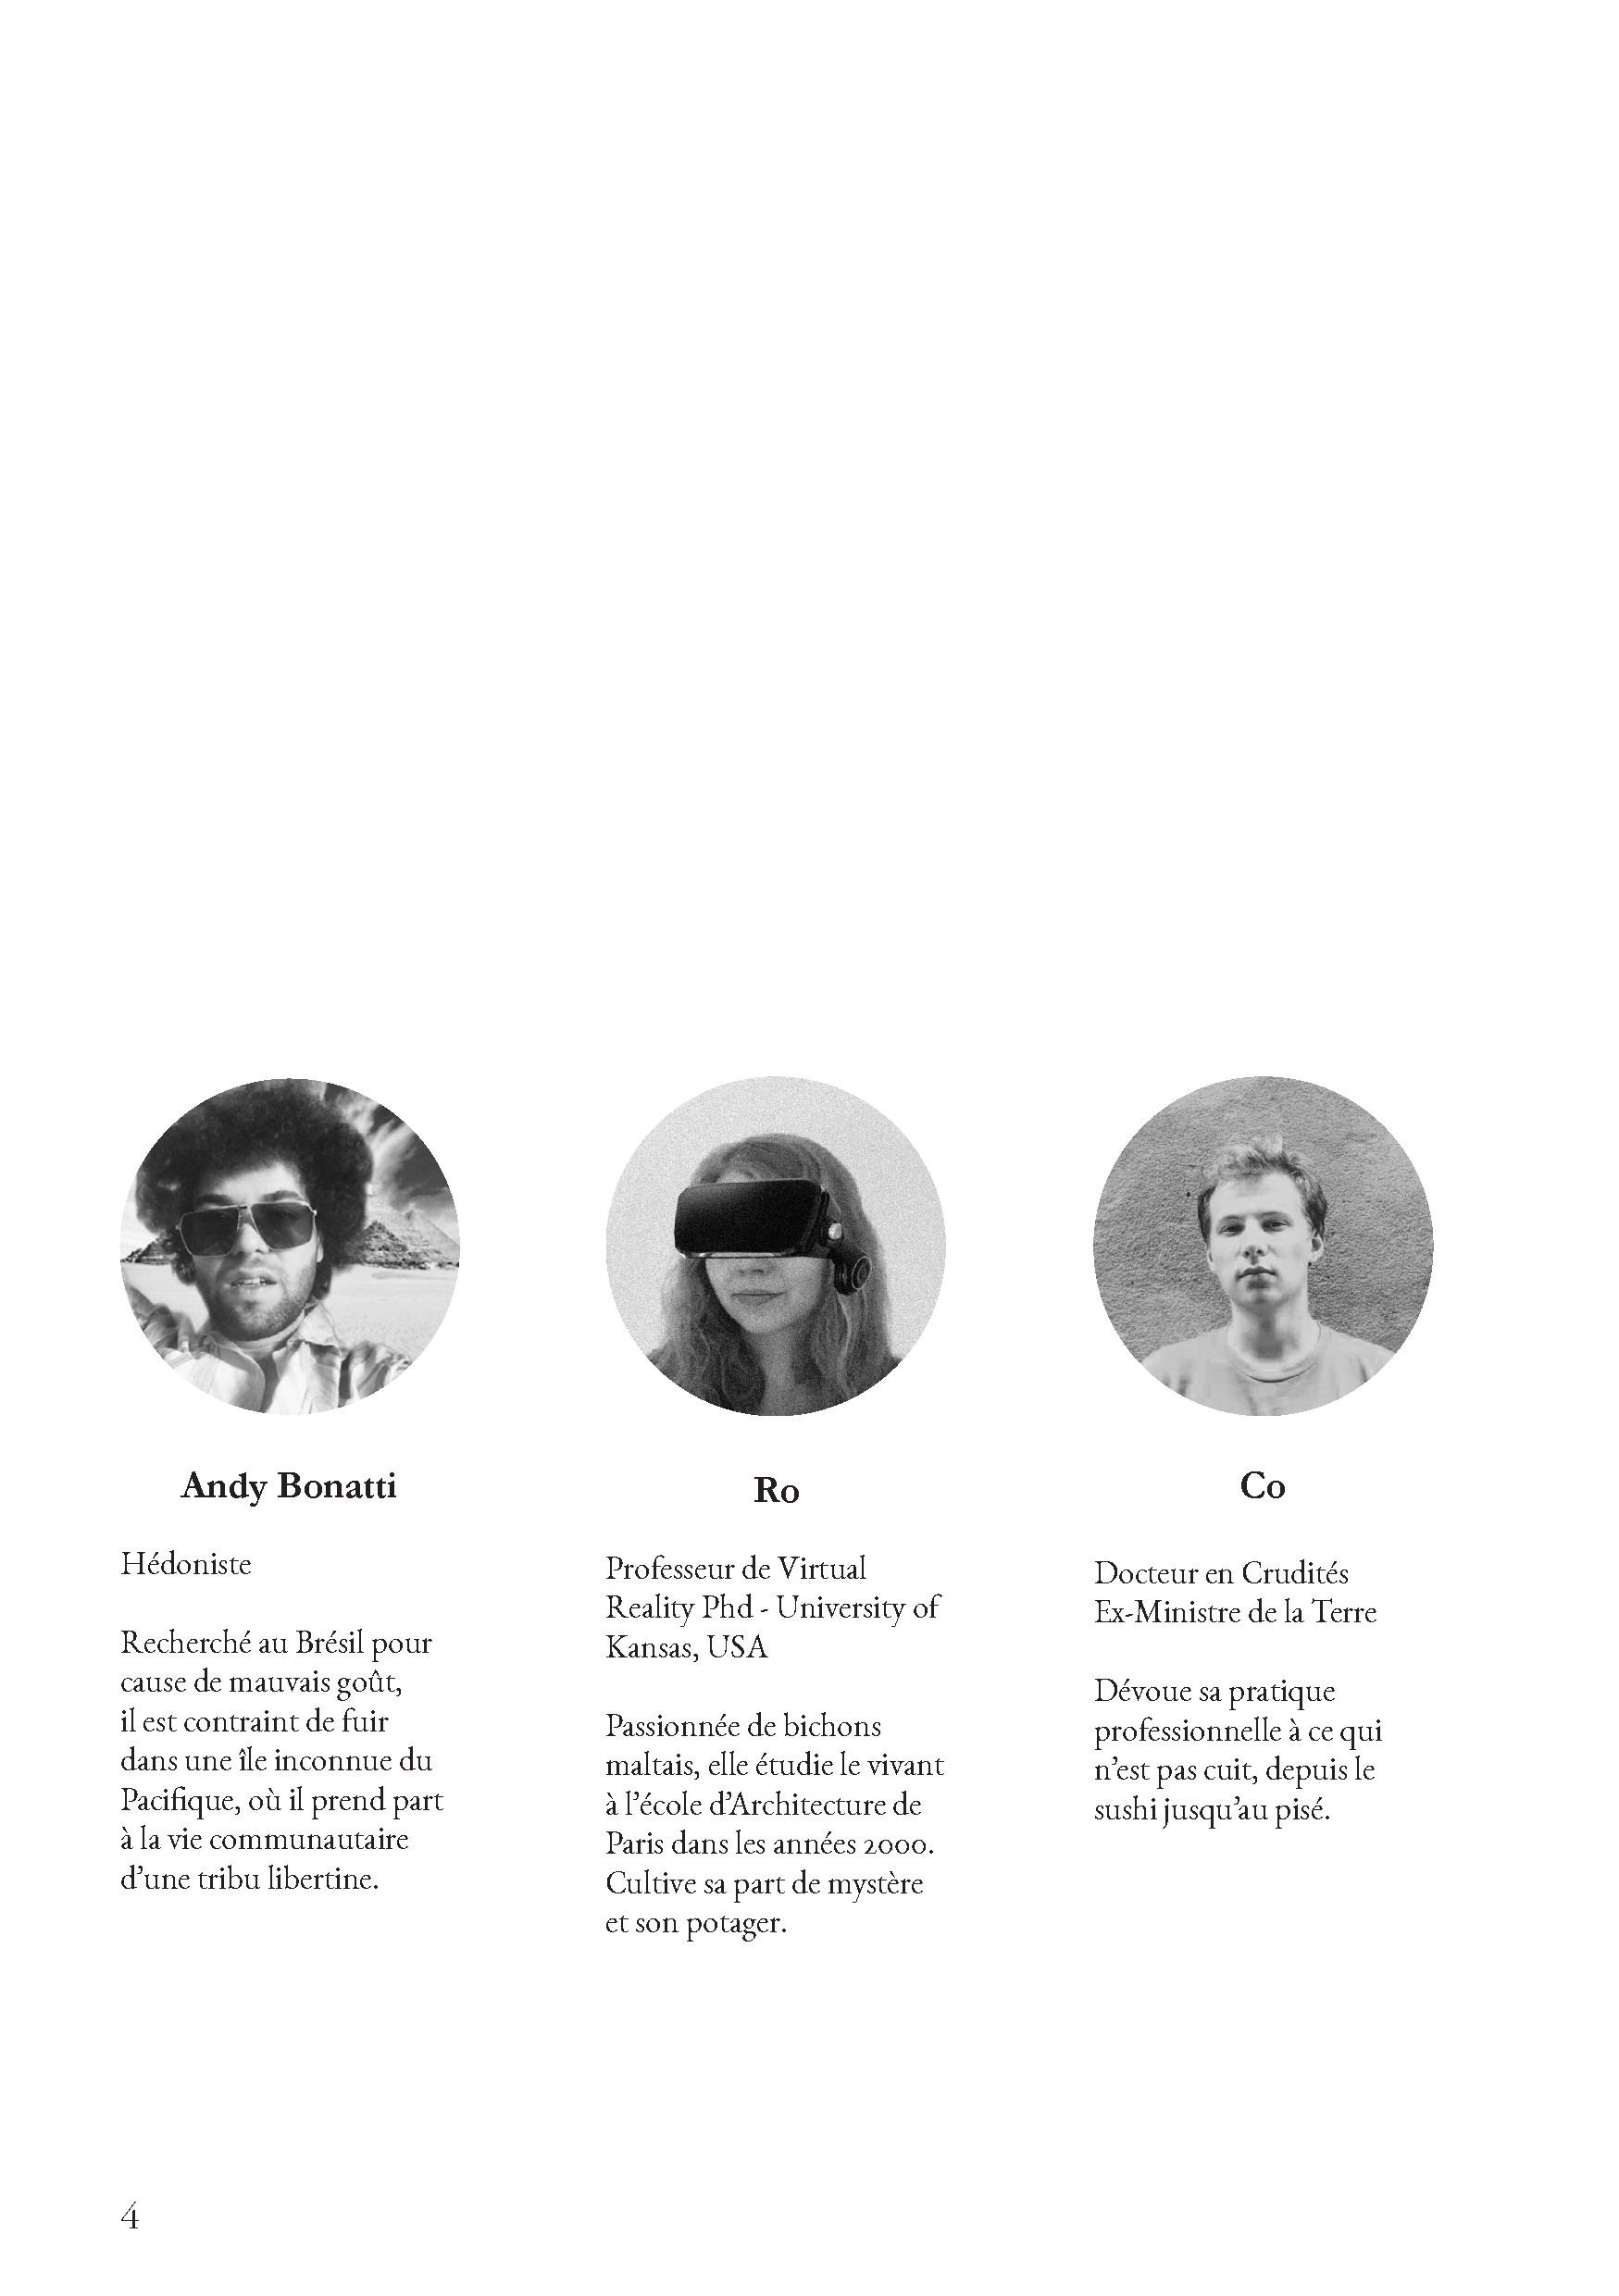 Andy Bonatti
Hédoniste
Recherché au Brésil pour
cause de mauvais goût,
il est contraint de fuir
dans une île inconnue du
Pacifique, où il prend part
à la vie communautaire
d’une tribu libertine.
Ro
Professeur de Virtual
Reality Phd - University of
Kansas, USA
Passionnée de bichons
maltais, elle étudie le vivant
à l’école d’Architecture de
Paris dans les années 2000.
Cultive sa part de mystère
et son potager.
Co
Docteur en Crudités
Ex-Ministre de la Terre
Dévoue sa pratique
professionnelle à ce qui
n’est pas cuit, depuis le
sushi jusqu’au pisé.
4